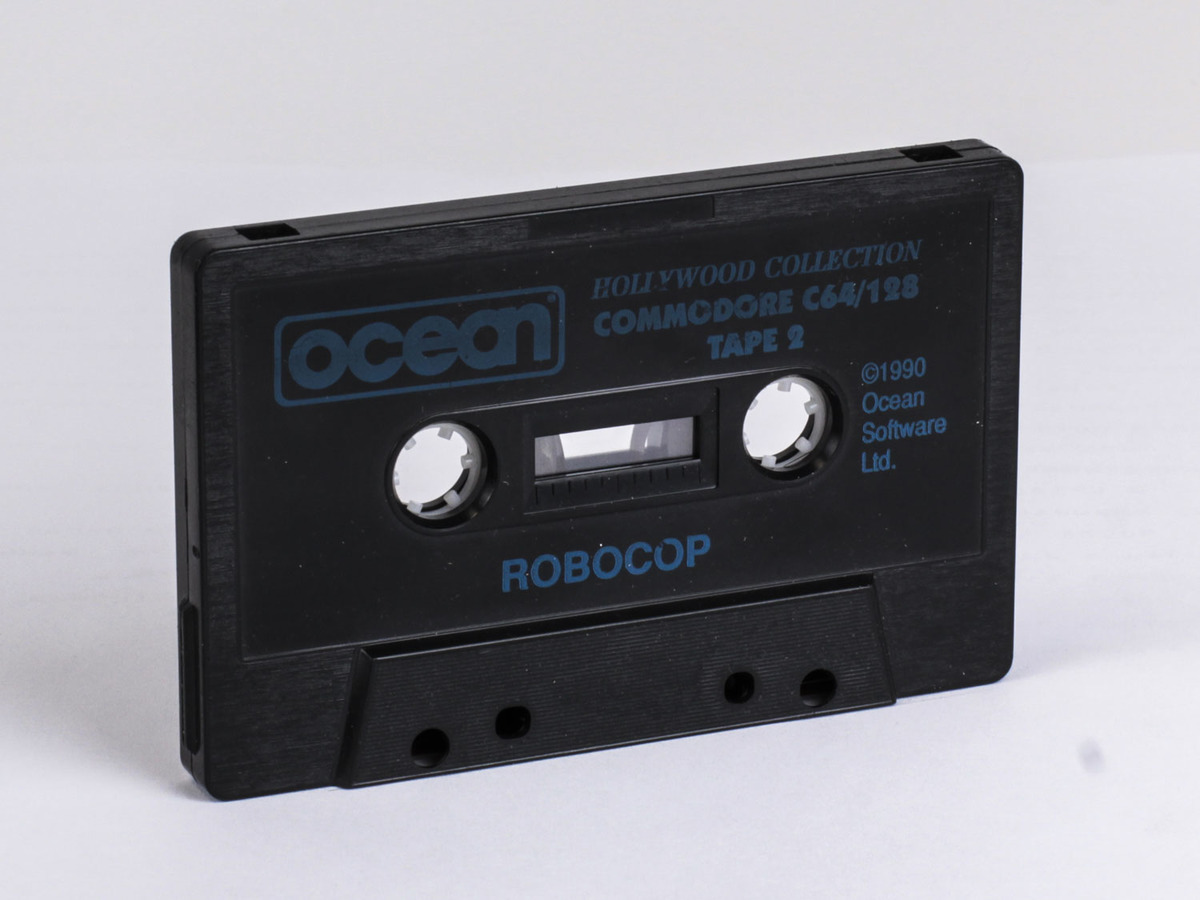 ocean
HOLLYWOOD COLLECTION
COMMODORE C64/128
TAPE 2
©1990
Ocean
Software
Ltd.
ROBOCOP